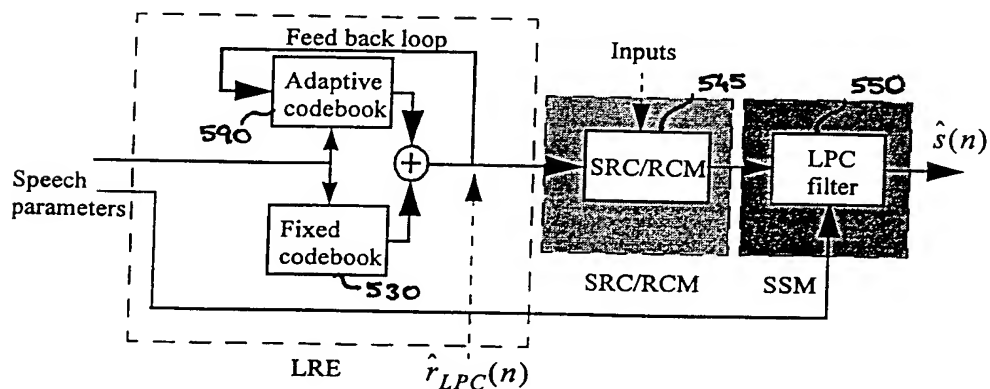 Feed back loop
Inputs
Adaptive
codebook
590
545
550
ŝ(n)
+
SRC/RCM
LPC
filter
Speech
parameters
Fixed
codebook
530
SRC/RCM
SSM
LRE
r̂_LPC(n)